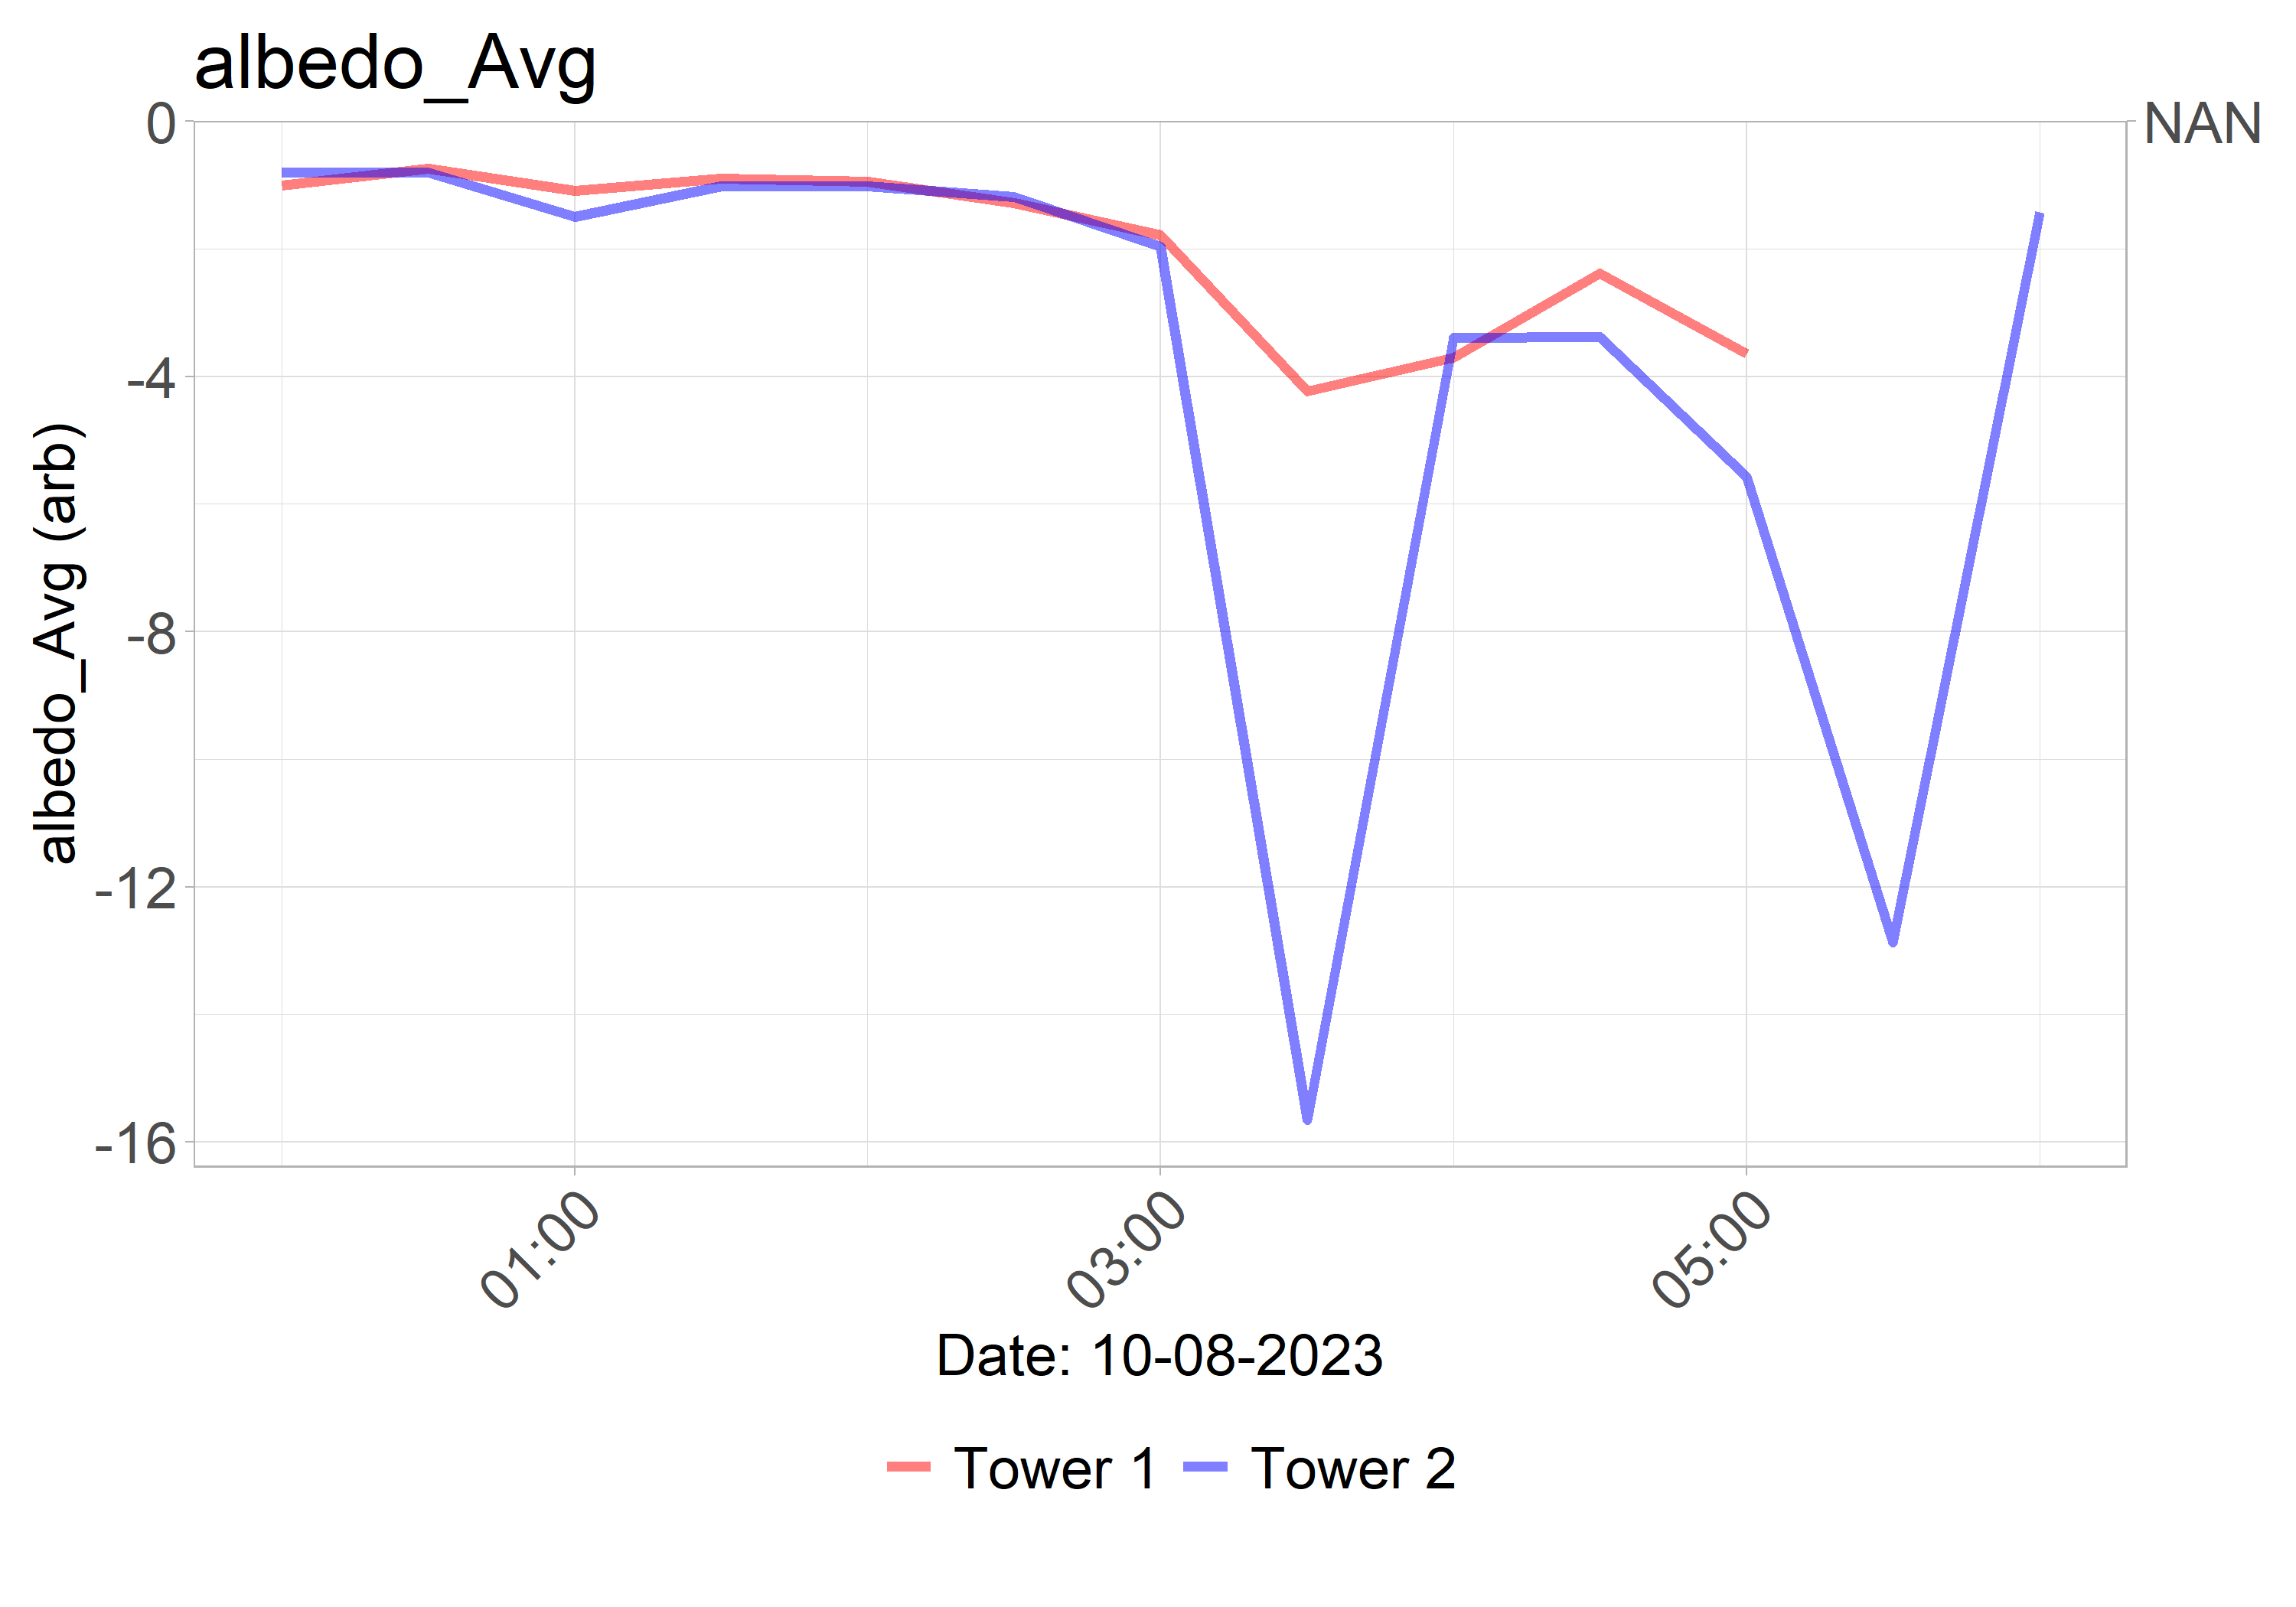 albedo_Avg
0
NAN
-4
-8
-12
-16
albedo_Avg (arb)
01:00
03:00
05:00
Date: 10-08-2023
Tower 1
Tower 2